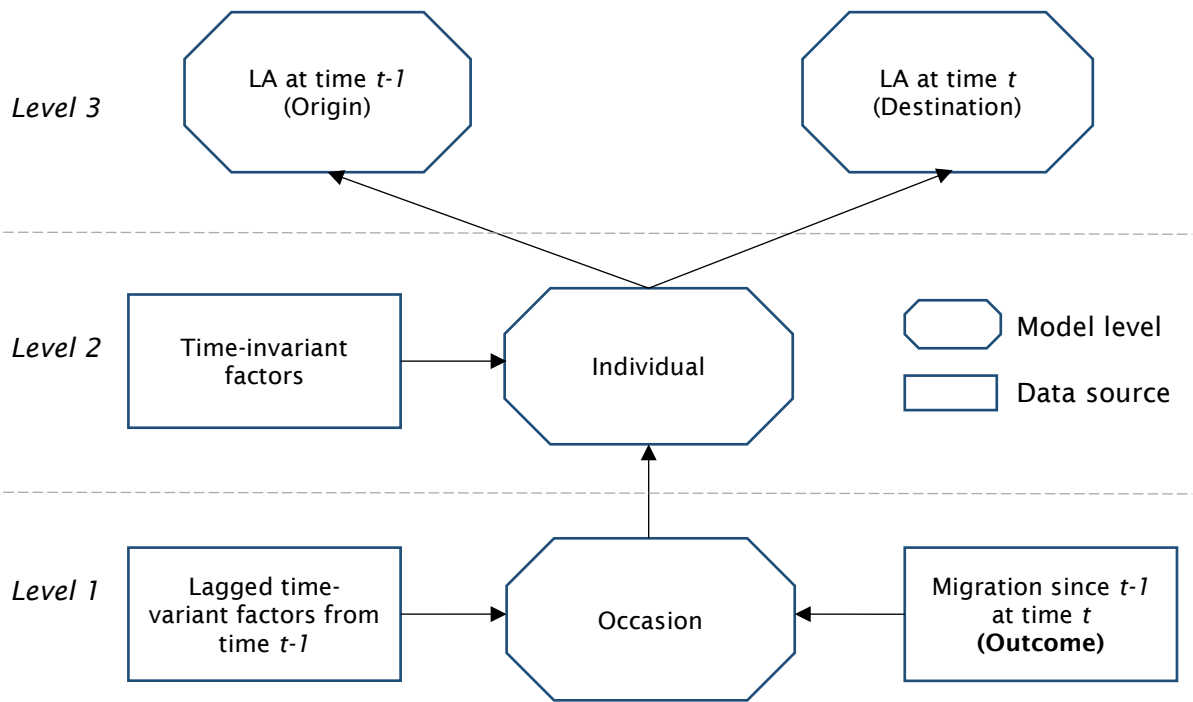 LA at time t-1
(Origin)
LA at time t
(Destination)
Level 3
Level 2
Time-invariant
factors
Individual
Model level
Data source
Level 1
Lagged time-
variant factors from
time t-1
Occasion
Migration since t-1
at time t
(Outcome)